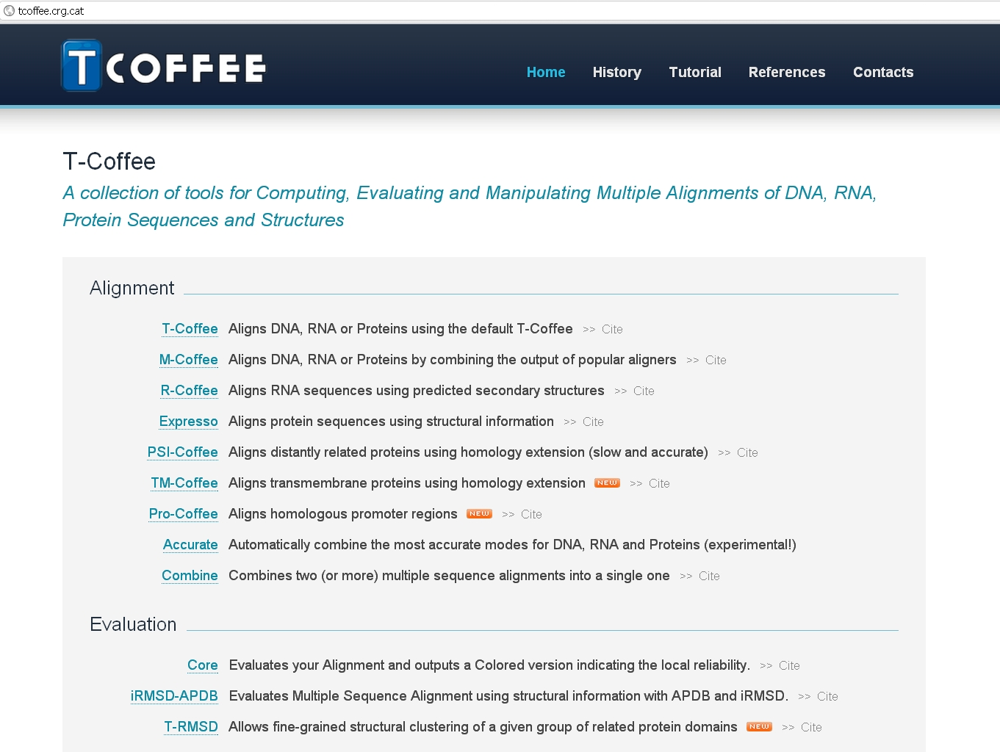 tcoffee.crg.cat
T COFFEE
Home History Tutorial References Contacts
T-Coffee
A collection of tools for Computing, Evaluating and Manipulating Multiple Alignments of DNA, RNA,
Protein Sequences and Structures
Alignment
T-Coffee Aligns DNA, RNA or Proteins using the default T-Coffee >> Cite
M-Coffee Aligns DNA, RNA or Proteins by combining the output of popular aligners >> Cite
R-Coffee Aligns RNA sequences using predicted secondary structures >> Cite
Expresso Aligns protein sequences using structural information >> Cite
PSI-Coffee Aligns distantly related proteins using homology extension (slow and accurate) >> Cite
TM-Coffee Aligns transmembrane proteins using homology extension NEW >> Cite
Pro-Coffee Aligns homologous promoter regions NEW >> Cite
Accurate Automatically combine the most accurate modes for DNA, RNA and Proteins (experimental!)
Combine Combines two (or more) multiple sequence alignments into a single one >> Cite
Evaluation
Core Evaluates your Alignment and outputs a Colored version indicating the local reliability. >> Cite
iRMSD-APDB Evaluates Multiple Sequence Alignment using structural information with APDB and iRMSD. >> Cite
T-RMSD Allows fine-grained structural clustering of a given group of related protein domains NEW >> Cite